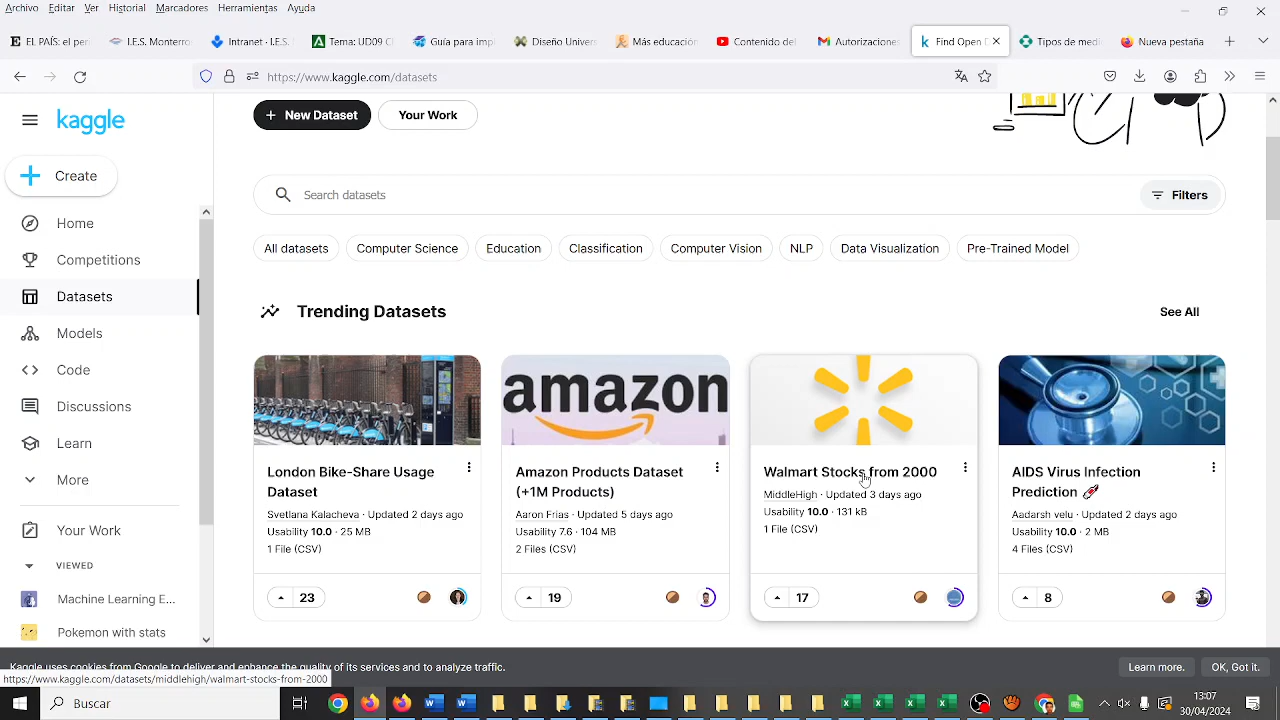 Archivo Editar Ver Historial Marcadores Herramientas Ayuda
EL PAÍS: el peri
I.E.S. Monterro
Intranet - I.E.S.
Tema: UD09 Cl
Guía para impl
Diseño Univers
Más educación
Contenido del
Autorizaciones
Find Open D
Tipos de med
Nueva pestaña
https://www.kaggle.com/datasets
kaggle
New Dataset
Your Work
Create
Search datasets
Filters
Home
Competitions
Datasets
Models
Code
Discussions
Learn
More
Your Work
VIEWED
Machine Learning E...
Pokemon with stats
All datasets
Computer Science
Education
Classification
Computer Vision
NLP
Data Visualization
Pre-Trained Model
Trending Datasets
See All
London Bike-Share Usage
Dataset
Svetlana Kalacheva · Updated 2 days ago
Usability 10.0 · 25 MB
1 File (CSV)
23
amazon
Amazon Products Dataset
(+1M Products)
Aaron Frias · Updated 5 days ago
Usability 7.6 · 104 MB
2 Files (CSV)
19
Walmart Stocks from 2000
MiddleHigh · Updated 3 days ago
Usability 10.0 · 131 kB
1 File (CSV)
17
AIDS Virus Infection
Prediction
Aadarsh velu · Updated 2 days ago
Usability 10.0 · 2 MB
4 Files (CSV)
8
Kaggle uses cookies from Google to deliver and enhance the quality of its services and to analyze traffic.
Learn more.
OK, Got it.
https://www.kaggle.com/datasets/middlehigh/walmart-stocks-from-2000
Buscar
13:07
30/04/2024